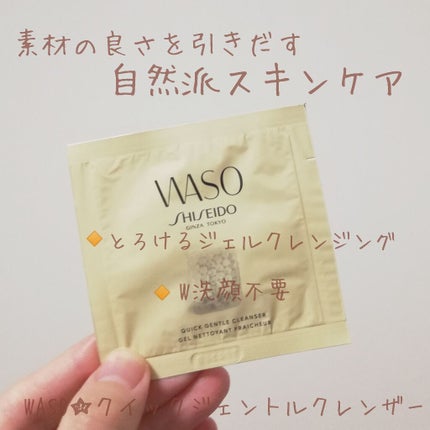 素材の良さを引きだす
自然派スキンケア
WASO
SHISEIDO
GINZA TOKYO
🔸とろけるジェルクレンジング
🔸W洗顔不要
QUICK GENTLE CLEANSER
GEL NETTOYANT FRAICHEUR
WASO☆クイックジェントルクレンザー